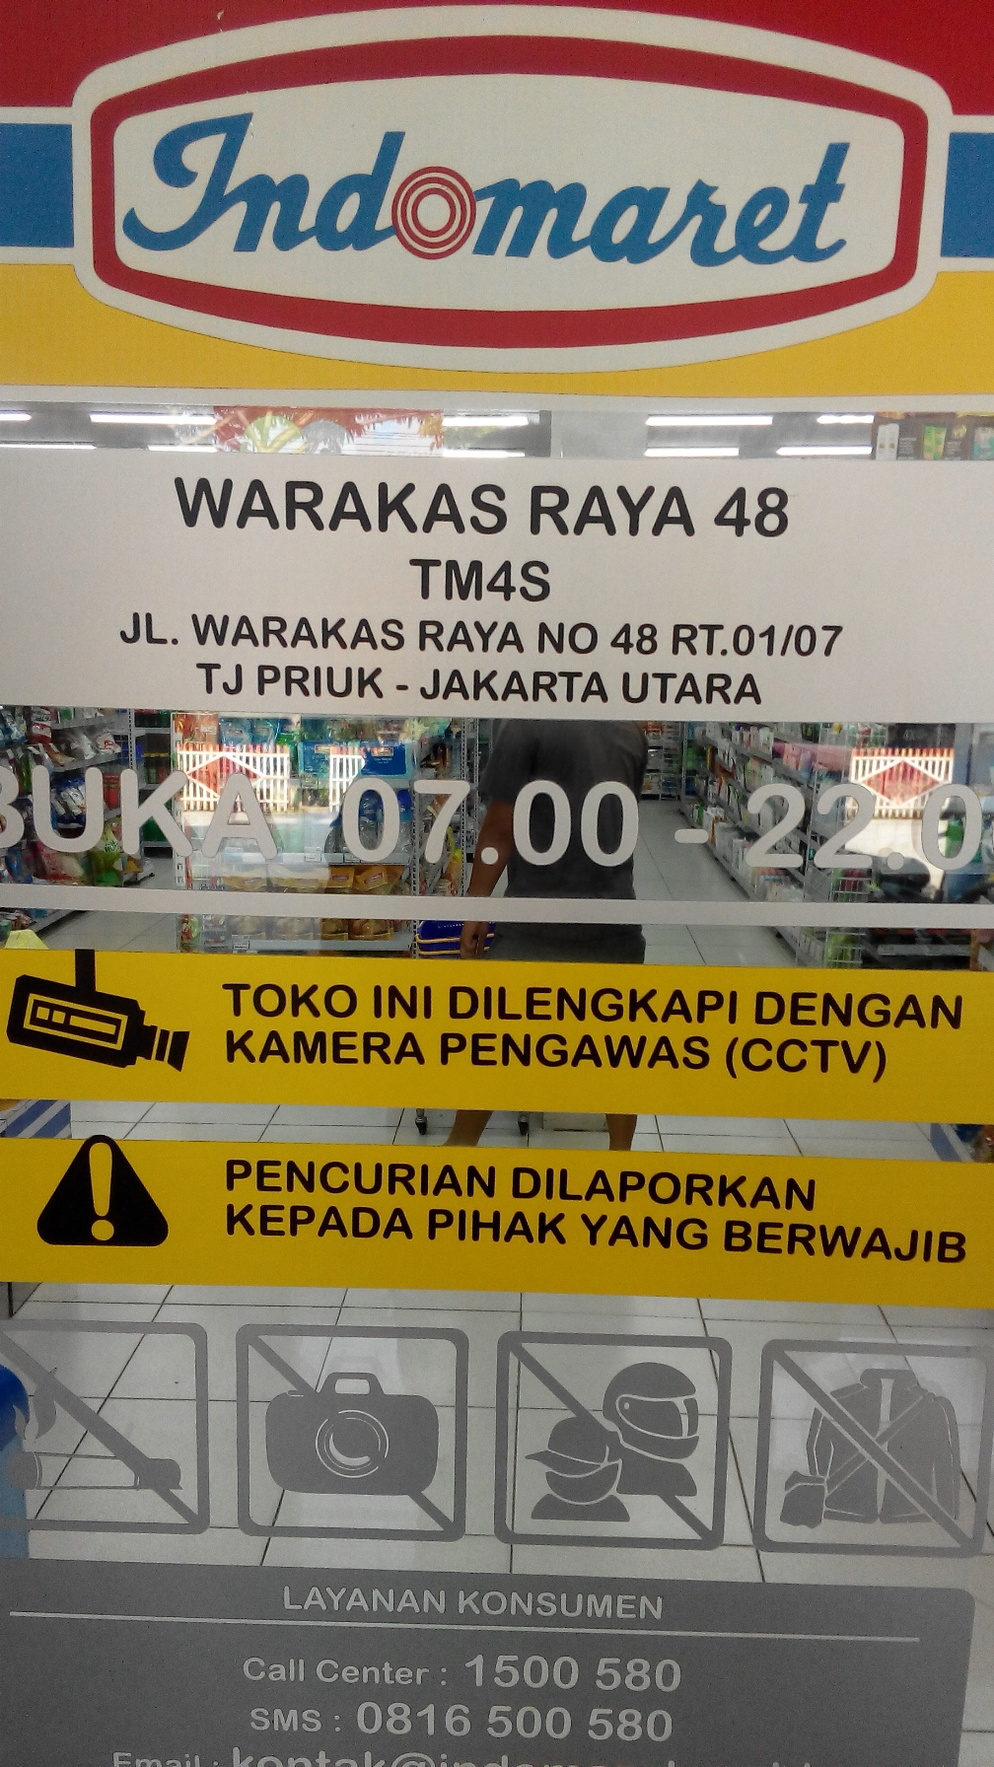 Indomaret
WARAKAS RAYA 48
TM4S
JL. WARAKAS RAYA NO 48 RT.01/07
TJ PRIUK - JAKARTA UTARA
BUKA 07.00 - 22.0
TOKO INI DILENGKAPI DENGAN
KAMERA PENGAWAS (CCTV)
PENCURIAN DILAPORKAN
KEPADA PIHAK YANG BERWAJIB
LAYANAN KONSUMEN
Call Center : 1500 580
SMS : 0816 500 580
Email :